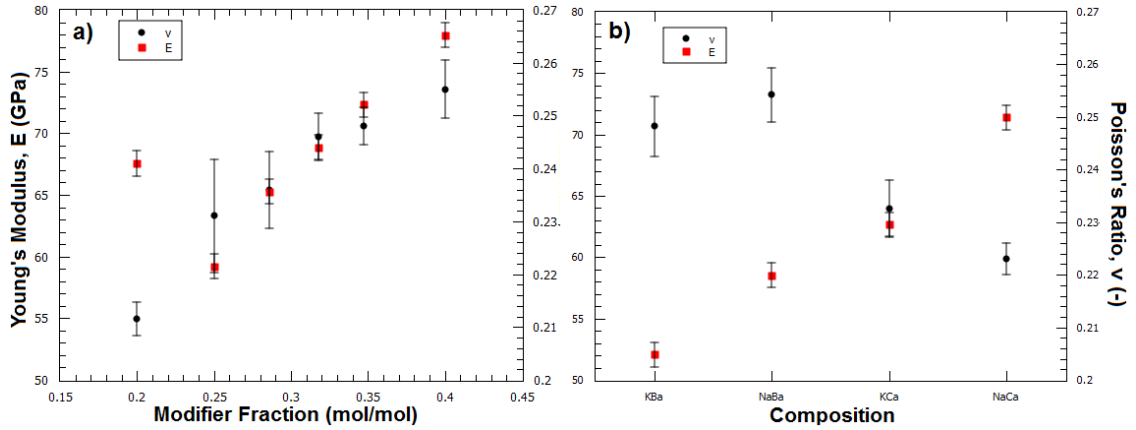 a)
v
E
80
75
70
65
60
55
50
0.27
0.26
0.25
0.24
0.23
0.22
0.21
0.2
0.15
0.2
0.25
0.3
0.35
0.4
0.45
Young's Modulus, E (GPa)
Modifier Fraction (mol/mol)
b)
v
E
80
75
70
65
60
55
50
0.27
0.26
0.25
0.24
0.23
0.22
0.21
0.2
KBa
NaBa
KCa
NaCa
Composition
Poisson's Ratio, v (-)